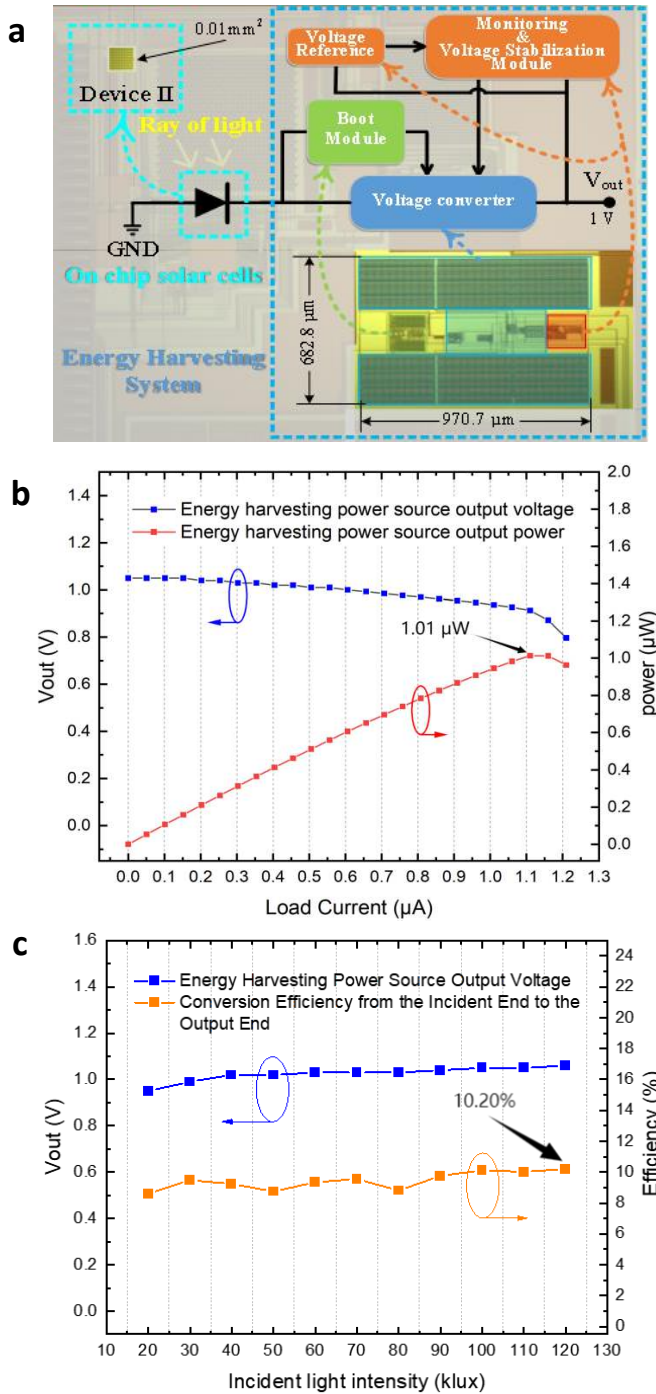 a
0.01mm²
Device II
Ray of light
GND
On chip solar cells
Energy Harvesting
System
Voltage
Reference
Monitoring
&
Voltage Stabilization
Module
Boot
Module
Voltage converter
Vout
1 V
682.8 μm
970.7 μm
b
Energy harvesting power source output voltage
Energy harvesting power source output power
1.01 μW
Vout (V)
1.4
1.2
1.0
0.8
0.6
0.4
0.2
0.0
power (μW)
2.0
1.8
1.6
1.4
1.2
1.0
0.8
0.6
0.4
0.2
0.0
0.0 0.1 0.2 0.3 0.4 0.5 0.6 0.7 0.8 0.9 1.0 1.1 1.2 1.3
Load Current (μA)
c
Energy Harvesting Power Source Output Voltage
Conversion Efficiency from the Incident End to the
Output End
10.20%
Vout (V)
1.6
1.4
1.2
1.0
0.8
0.6
0.4
0.2
0.0
Efficiency (%)
24
22
20
18
16
14
12
10
8
6
4
2
0
10 20 30 40 50 60 70 80 90 100 110 120 130
Incident light intensity (klux)